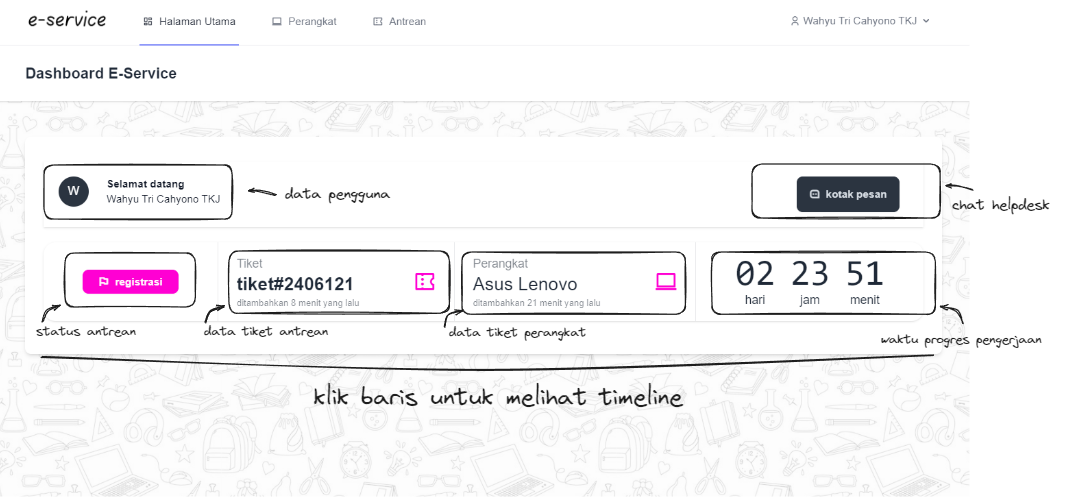 e-service
Halaman Utama
Perangkat
Antrean
Wahyu Tri Cahyono TKJ
Dashboard E-Service
W
Selamat datang
Wahyu Tri Cahyono TKJ
data pengguna
kotak pesan
chat helpdesk
registrasi
Tiket
tiket#2406121
ditambahkan 8 menit yang lalu
Perangkat
Asus Lenovo
ditambahkan 21 menit yang lalu
02 23 51
hari jam menit
status antrean
data tiket antrean
data tiket perangkat
waktu progres pengerjaan
klik baris untuk melihat timeline